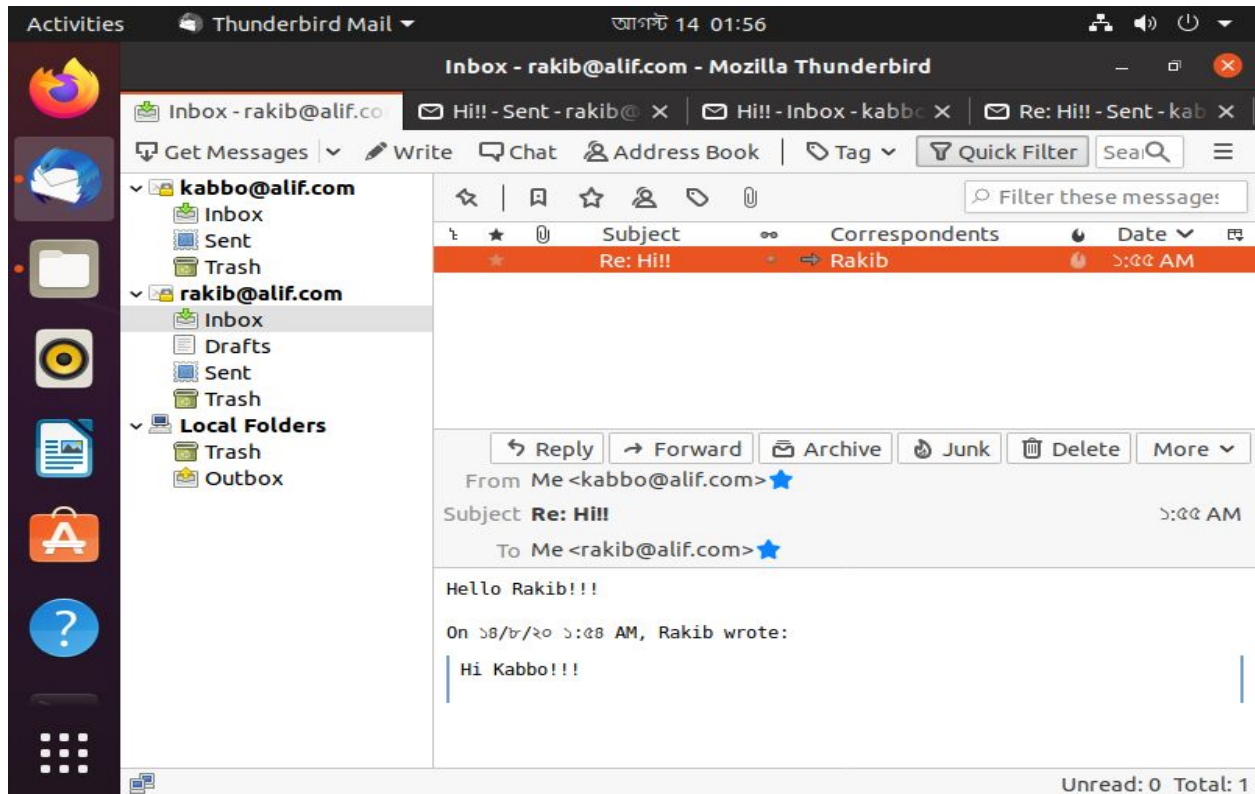 Activities Thunderbird Mail আগস্ট 14 01:56
Inbox - rakib@alif.com - Mozilla Thunderbird
Inbox - rakib@alif.co Hi!! - Sent - rakib@ Hi!! - Inbox - kabbo Re: Hi!! - Sent - kab
Get Messages Write Chat Address Book Tag Quick Filter Sear
kabbo@alif.com
Inbox
Sent
Trash
rakib@alif.com
Inbox
Drafts
Sent
Trash
Local Folders
Trash
Outbox
Filter these messages
Subject Correspondents Date
Re: Hi!! Rakib ১:৫৫ AM
Reply Forward Archive Junk Delete More
From Me <kabbo@alif.com>
Subject Re: Hi!! ১:৫৫ AM
To Me <rakib@alif.com>
Hello Rakib!!!
On ১৪/৮/২০ ১:৫৪ AM, Rakib wrote:
Hi Kabbo!!!
Unread: 0 Total: 1